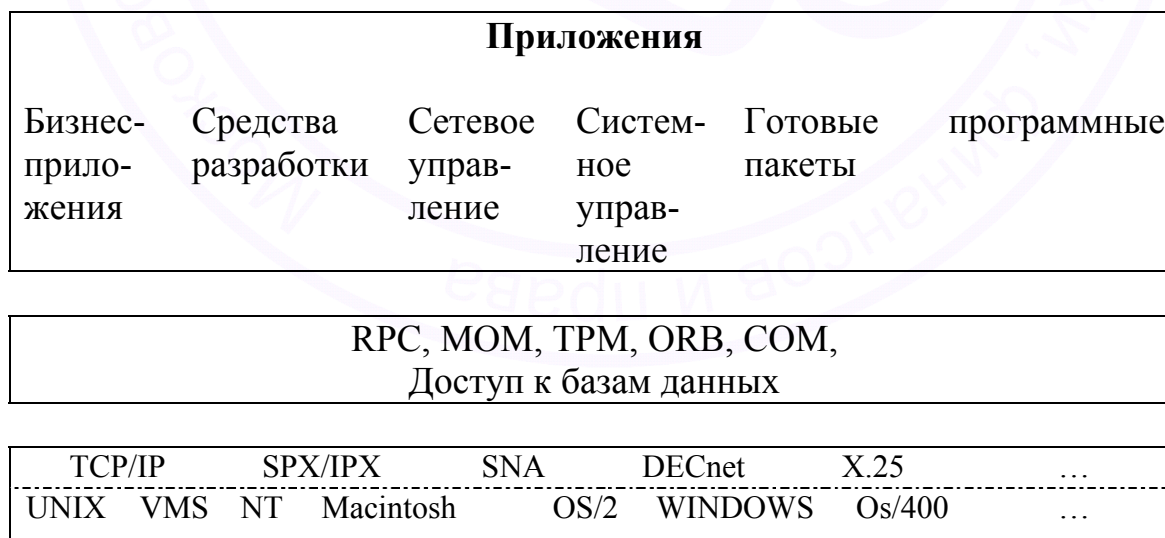 Приложения
Бизнес- Средства Сетевое Систем- Готовые программные
прило- разработки управ- ное пакеты
жения ление управ-
ление
RPC, MOM, TPM, ORB, COM,
Доступ к базам данных
TCP/IP SPX/IPX SNA DECnet X.25 …
UNIX VMS NT Macintosh OS/2 WINDOWS Os/400 …